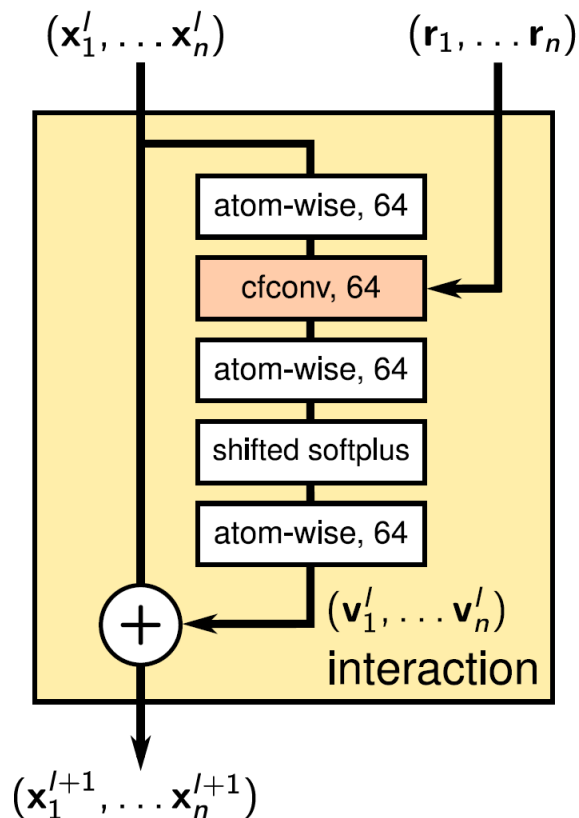 (x₁ˡ, . . . xₙˡ) (r₁, . . . rₙ)
atom-wise, 64
cfconv, 64
atom-wise, 64
shifted softplus
atom-wise, 64
+
(v₁ˡ, . . . vₙˡ)
interaction
(x₁ˡ⁺¹, . . . xₙˡ⁺¹)